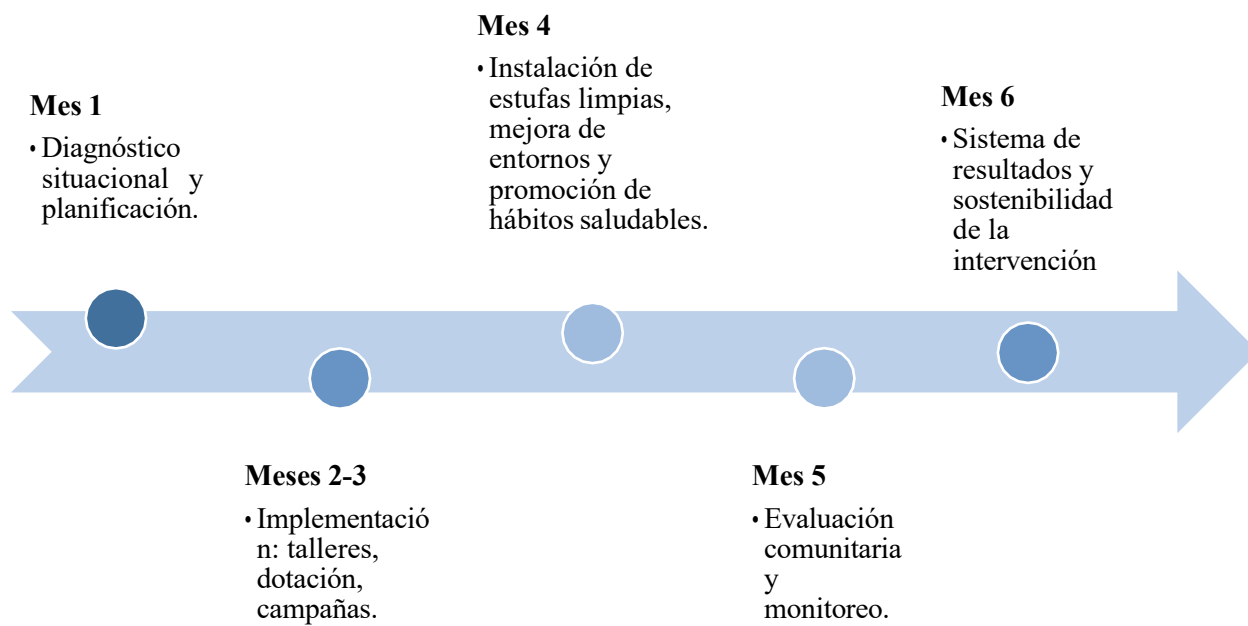 Mes 1
• Diagnóstico
situacional y
planificación.
Meses 2-3
• Implementació
n: talleres,
dotación,
campañas.
Mes 4
• Instalación de
estufas limpias,
mejora de
entornos y
promoción de
hábitos saludables.
Mes 5
• Evaluación
comunitaria
y
monitoreo.
Mes 6
• Sistema de
resultados y
sostenibilidad
de la
intervención